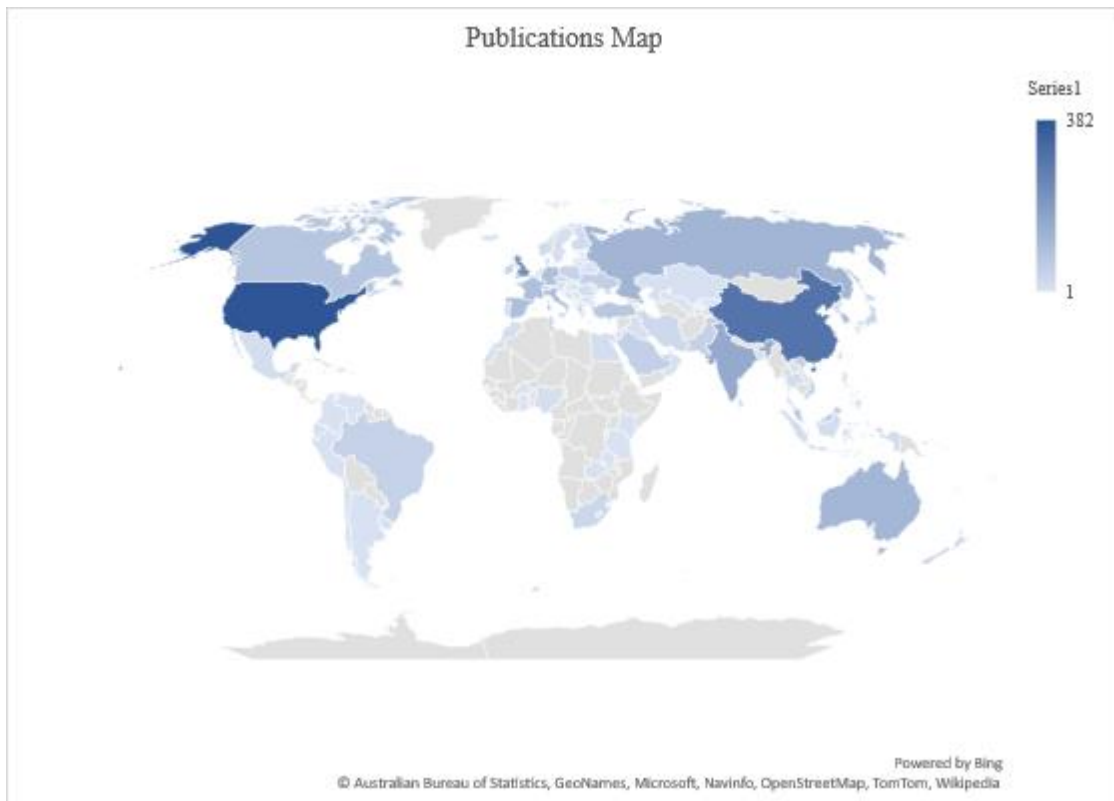 Publications Map
Series1
382
1
Powered by Bing
© Australian Bureau of Statistics, GeoNames, Microsoft, Navinfo, OpenStreetMap, TomTom, Wikipedia